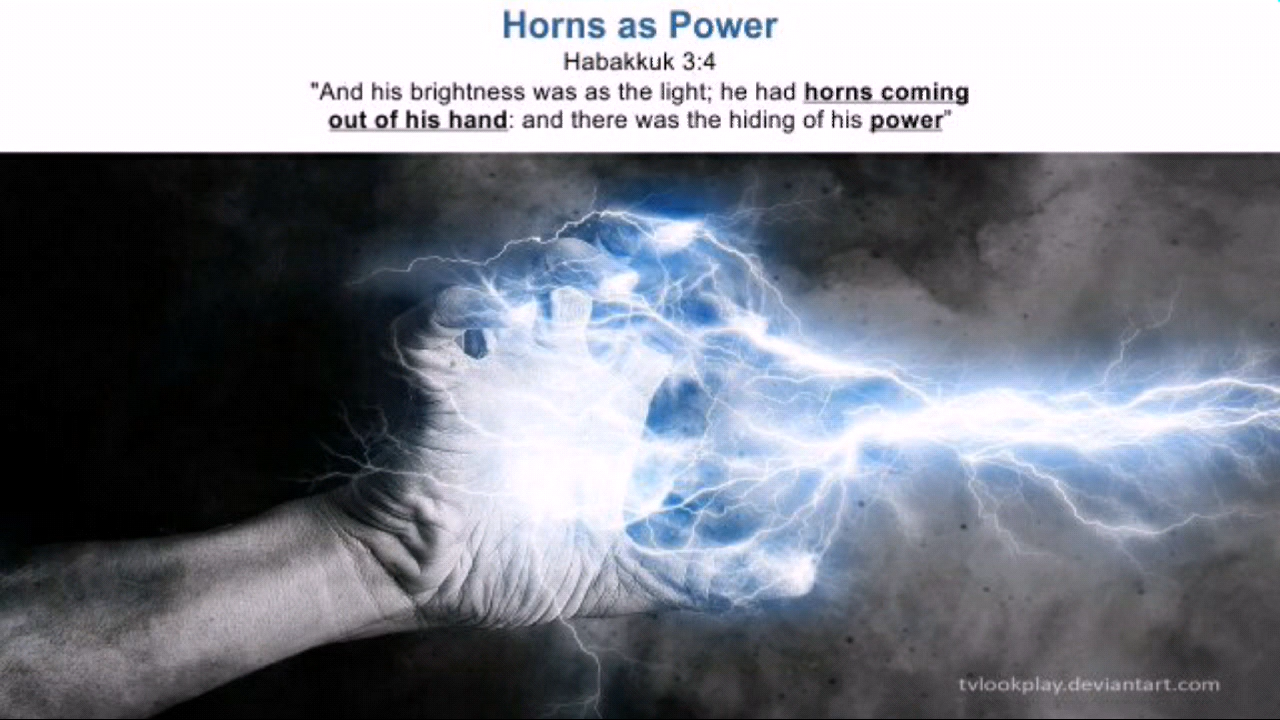 Horns as Power
Habakkuk 3:4
"And his brightness was as the light; he had horns coming
out of his hand: and there was the hiding of his power"
tvlookplay.deviantart.com